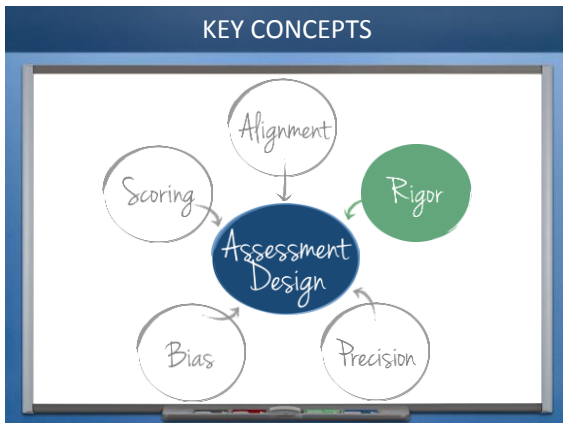 KEY CONCEPTS
Alignment
Scoring
Rigor
Assessment
Design
Bias
Precision